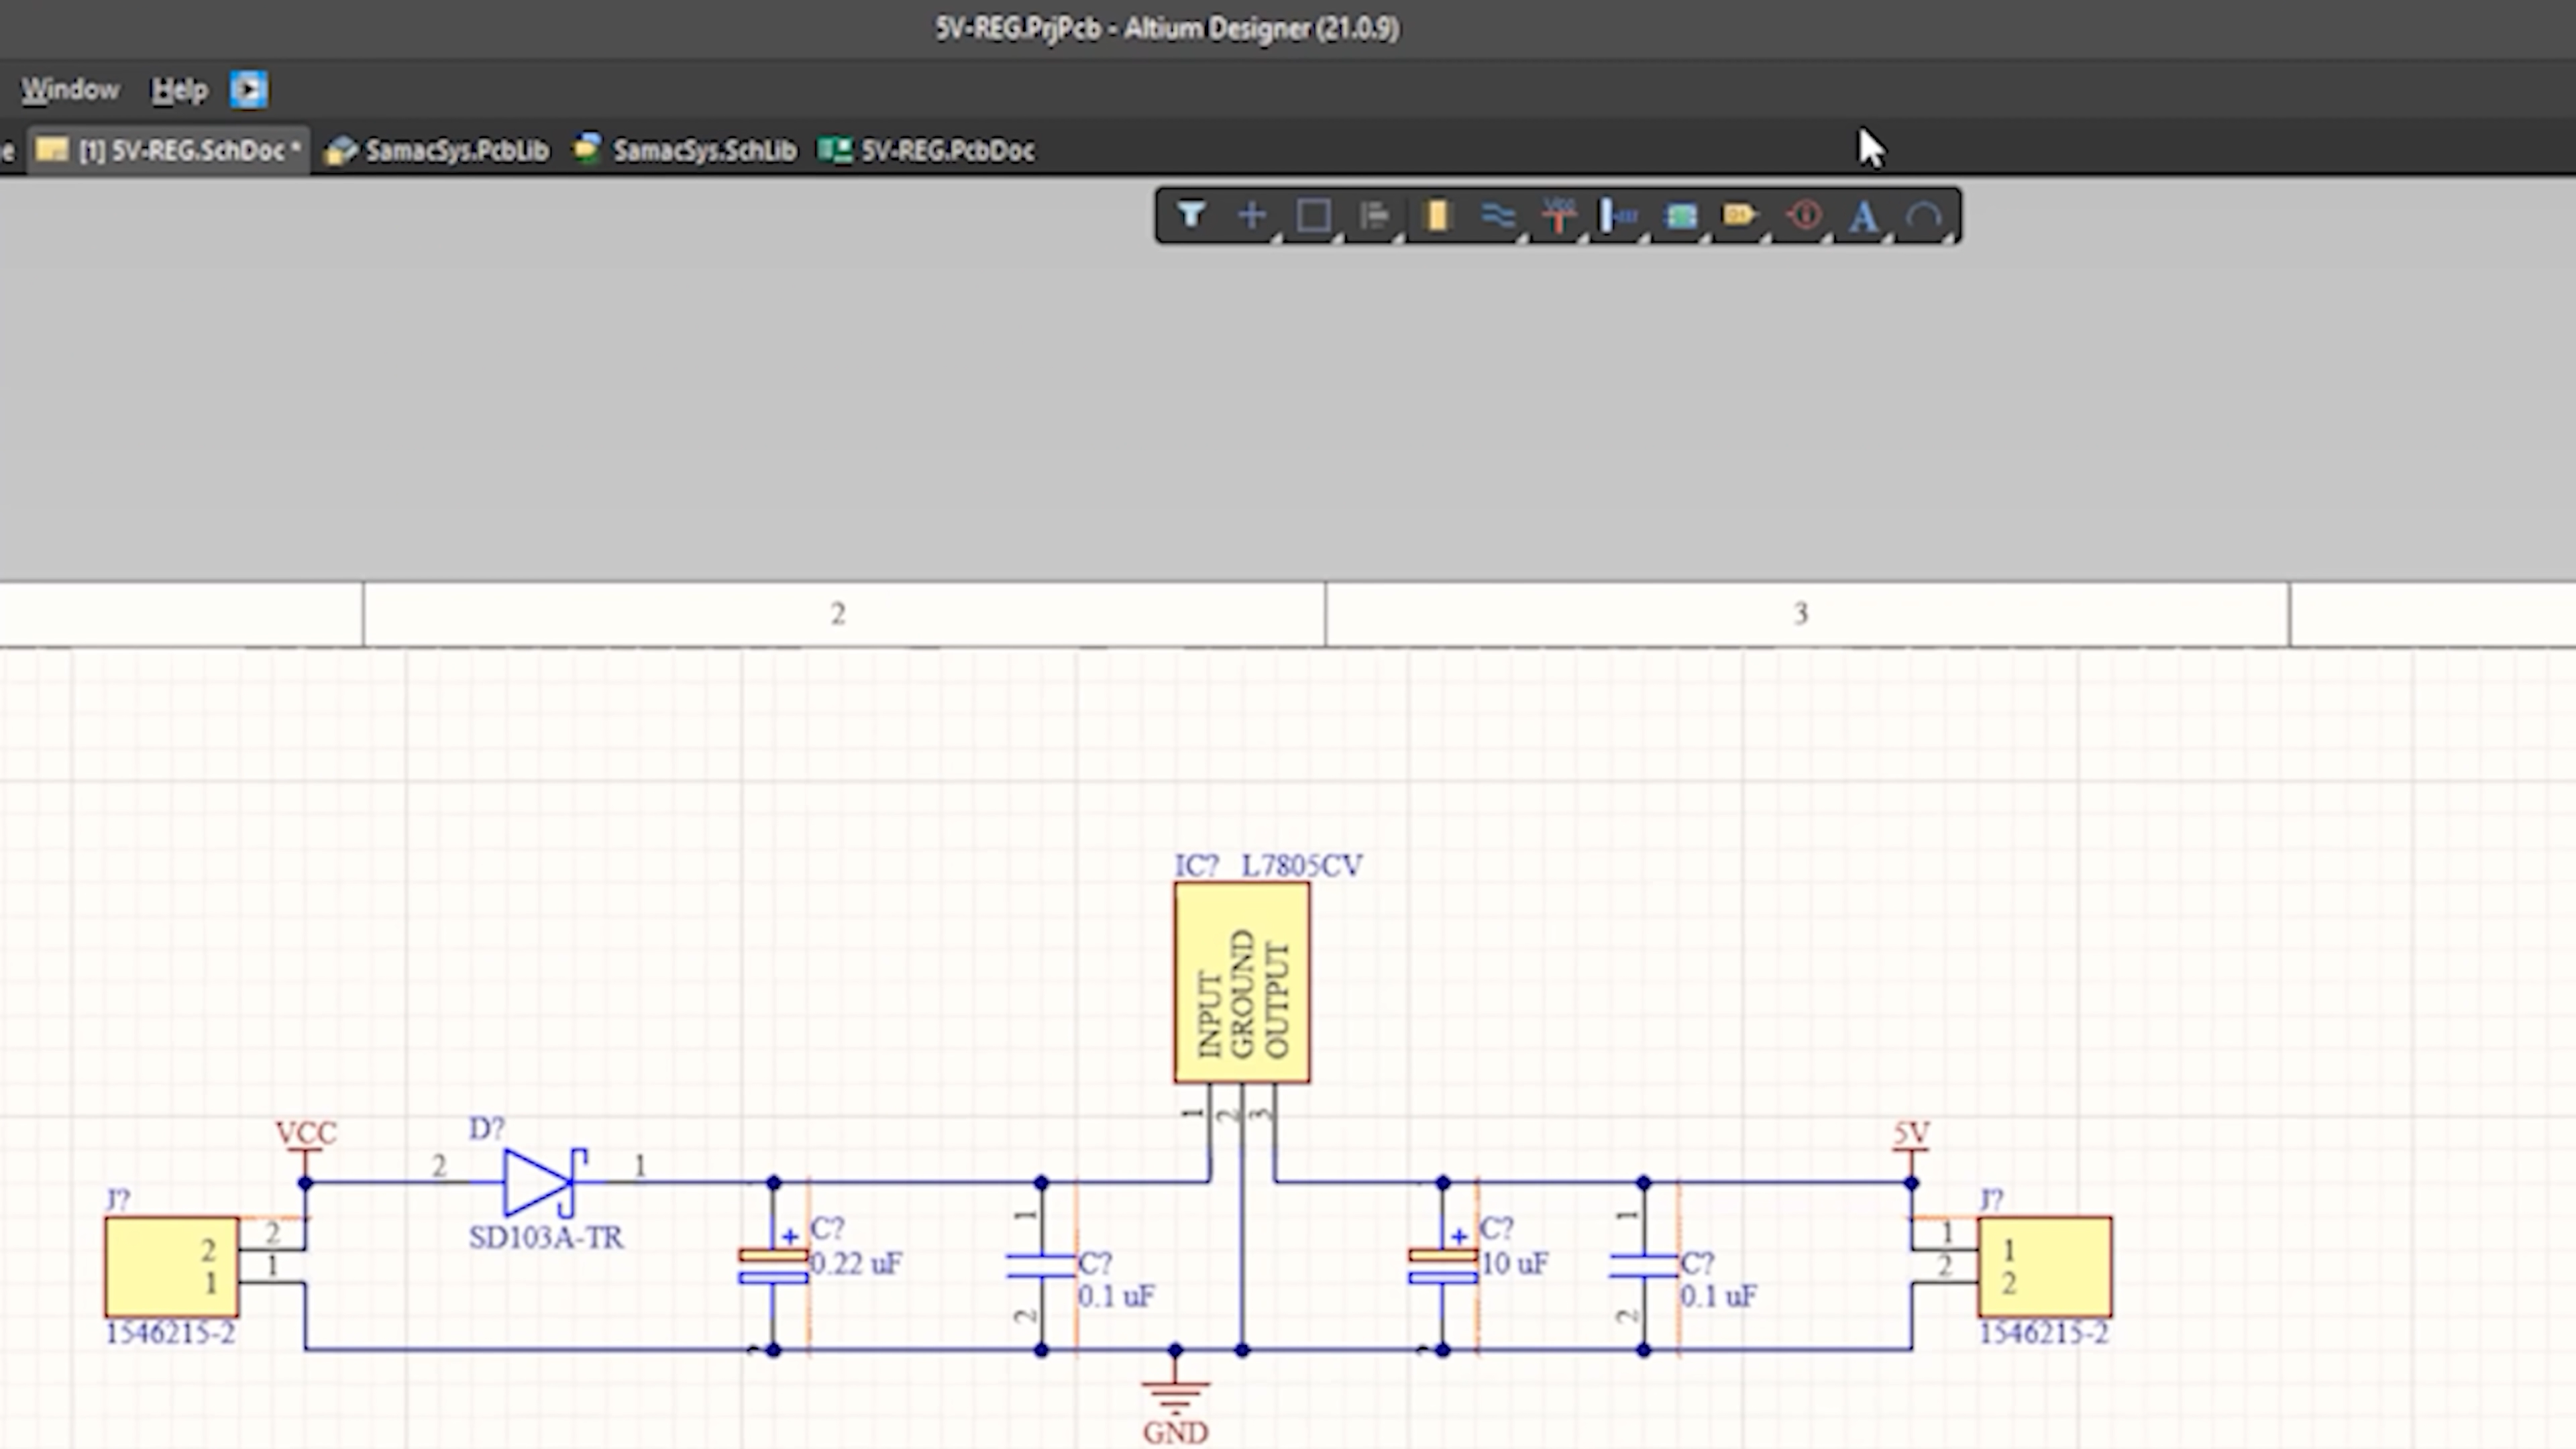 5V-REG.PrjPcb - Altium Designer (21.0.9)
Window Help
e [1] 5V-REG.SchDoc * SamacSys.PcbLib SamacSys.SchLib 5V-REG.PcbDoc
Vcc A
2 3
IC? L7805CV
INPUT
GROUND
OUTPUT
1 2 3
VCC
D?
2 1
SD103A-TR
J?
2 2
1 1
1546215-2
C?
0.22 uF
1
C?
0.1 uF
2
GND
C?
10 uF
1
C?
0.1 uF
2
5V
J?
1 1
2 2
1546215-2